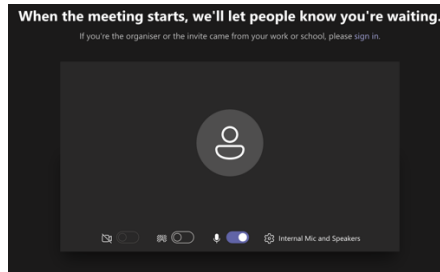 When the meeting starts, we'll let people know you're waiting.
If you're the organiser or the invite came from your work or school, please sign in.
Internal Mic and Speakers